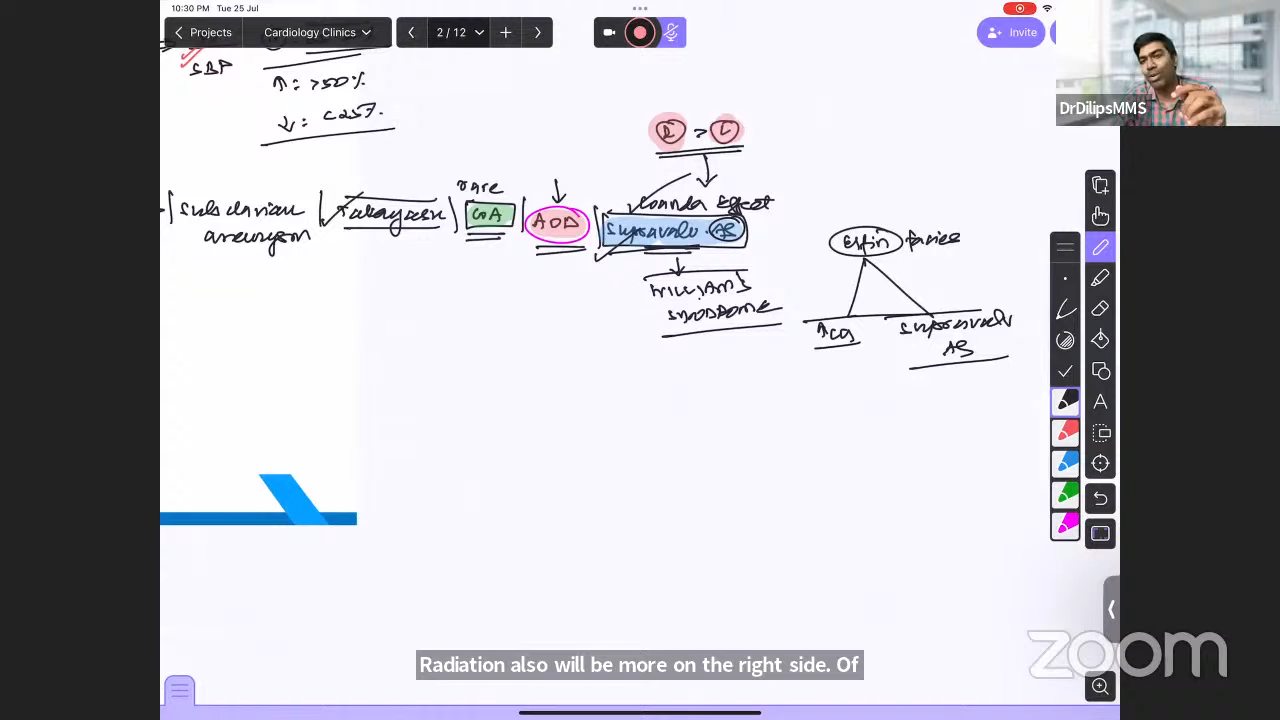 10:30 PM Tue 25 Jul
Projects
Cardiology Clinics
2 / 12
Invite
DrDilipsMMS
SBP
↑: >50%
↓: <25%.
R > L
Coanda Effect
rare
Subclavian aneurysm
Takayasu
CoA
AOD
Supravalv. AS
WILLIAMS SYNDROME
Elfin facies
↑Ca
Supravalv
AS
A
Radiation also will be more on the right side. Of
zoom